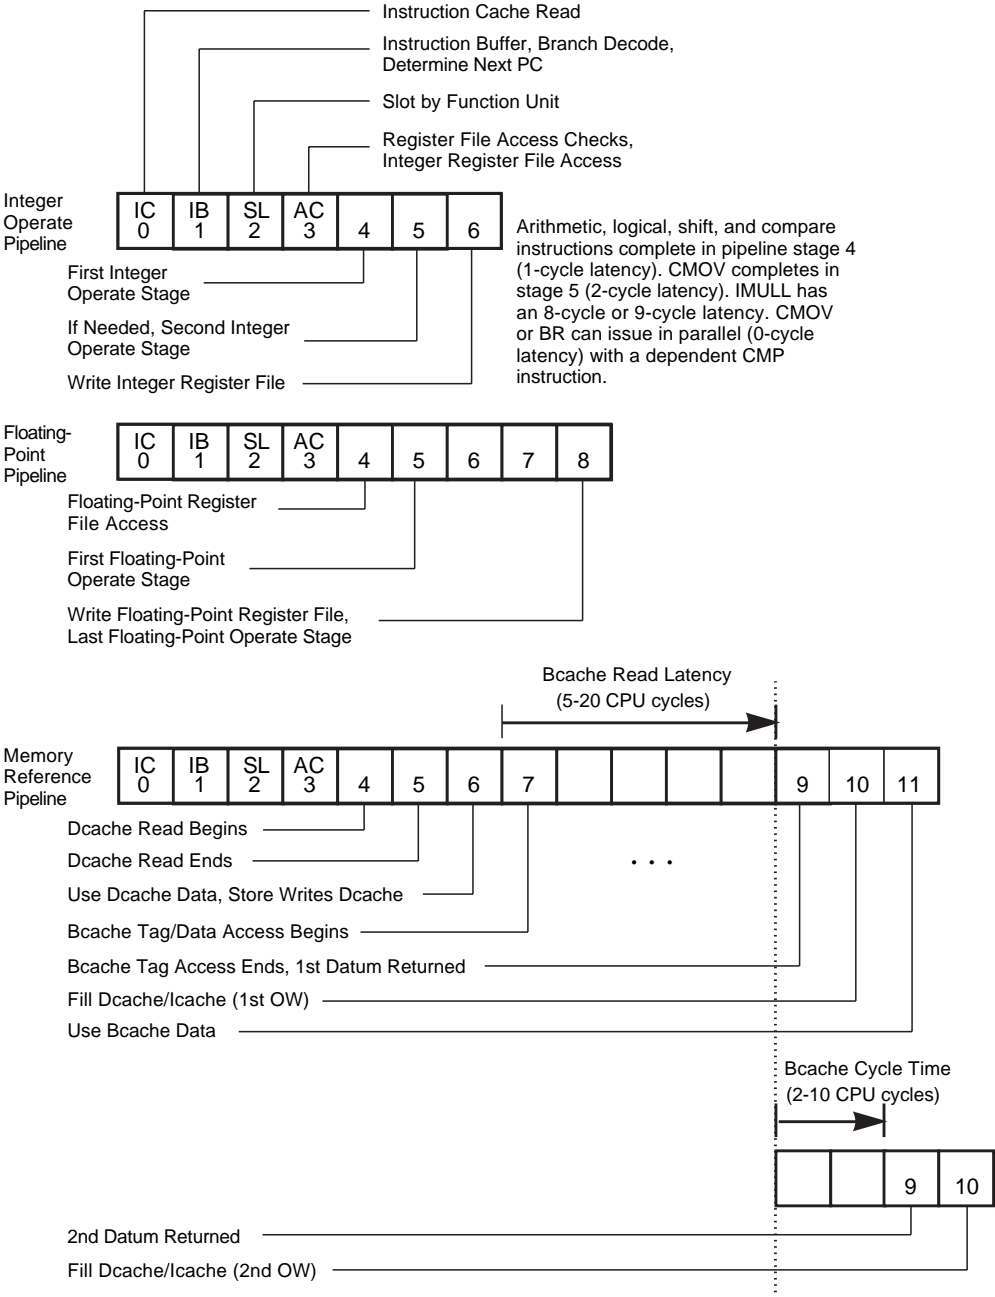 Instruction Cache Read
Instruction Buffer, Branch Decode,
Determine Next PC
Slot by Function Unit
Register File Access Checks,
Integer Register File Access
Integer
Operate
Pipeline
IC IB SL AC
0 1 2 3 4 5 6
First Integer
Operate Stage
If Needed, Second Integer
Operate Stage
Write Integer Register File
Arithmetic, logical, shift, and compare
instructions complete in pipeline stage 4
(1-cycle latency). CMOV completes in
stage 5 (2-cycle latency). IMULL has
an 8-cycle or 9-cycle latency. CMOV
or BR can issue in parallel (0-cycle
latency) with a dependent CMP
instruction.
Floating-
Point
Pipeline
IC IB SL AC
0 1 2 3 4 5 6 7 8
Floating-Point Register
File Access
First Floating-Point
Operate Stage
Write Floating-Point Register File,
Last Floating-Point Operate Stage
Bcache Read Latency
(5-20 CPU cycles)
Memory
Reference
Pipeline
IC IB SL AC
0 1 2 3 4 5 6 7 9 10 11
Dcache Read Begins
Dcache Read Ends
. . .
Use Dcache Data, Store Writes Dcache
Bcache Tag/Data Access Begins
Bcache Tag Access Ends, 1st Datum Returned
Fill Dcache/Icache (1st OW)
Use Bcache Data
Bcache Cycle Time
(2-10 CPU cycles)
9 10
2nd Datum Returned
Fill Dcache/Icache (2nd OW)